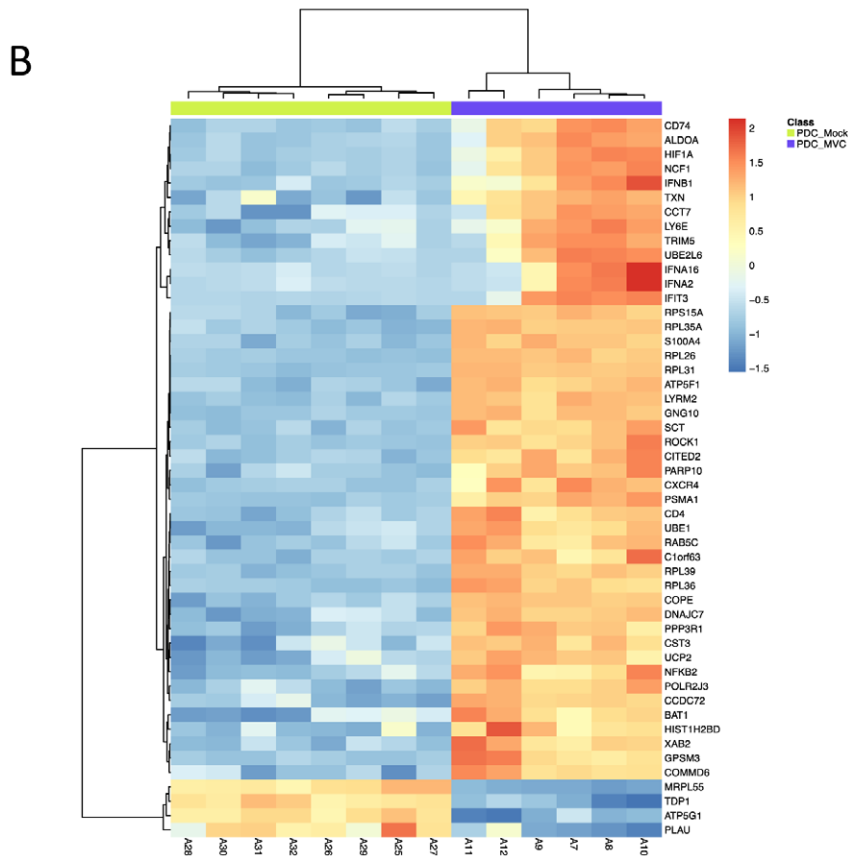 B
CD74
ALDOA
HIF1A
NCF1
IFNB1
TXN
CCT7
LY6E
TRIM5
UBE2L6
IFNA16
IFNA2
IFIT3
RPS15A
RPL35A
S100A4
RPL26
RPL31
ATP5F1
LYRM2
GNG10
SCT
ROCK1
CITED2
PARP10
CXCR4
PSMA1
CD4
UBE1
RAB5C
C1orf63
RPL39
RPL36
COPE
DNAJC7
PPP3R1
CST3
UCP2
NFKB2
POLR2J3
CCDC72
BAT1
HIST1H2BD
XAB2
GPSM3
COMMD6
MRPL55
TDP1
ATP5G1
PLAU
A28 A30 A31 A32 A26 A29 A25 A27 A11 A12 A9 A7 A8 A10
2
1.5
1
0.5
0
−0.5
−1
−1.5
Class
PDC_Mock
PDC_MVC